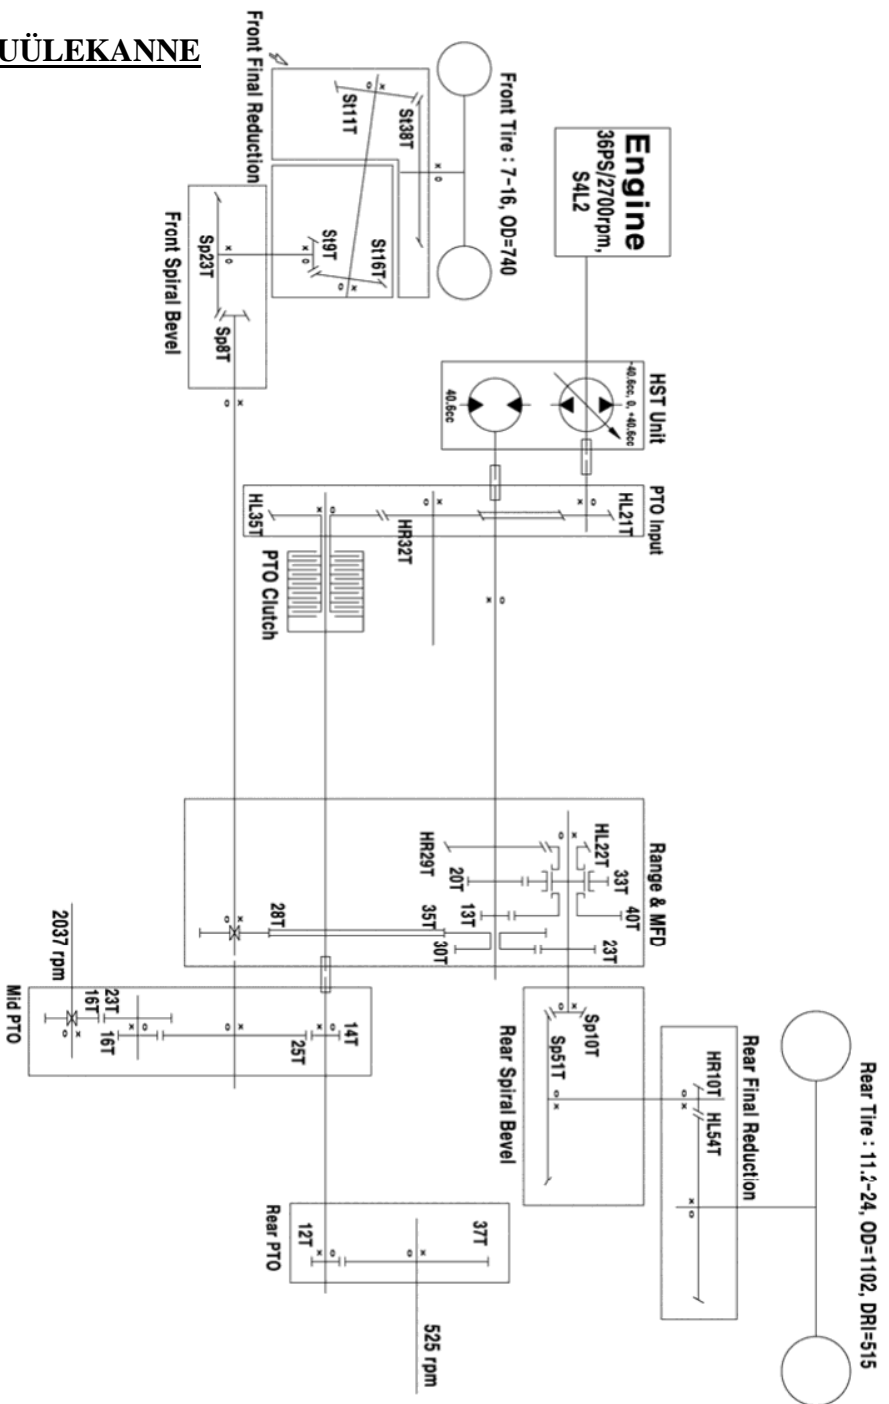 UÜLEKANNE
Engine
36PS/2700rpm,
S4L2
Front Tire : 7-16, OD=740
St38T
St11T
St16T
St9T
Front Final Reduction
Sp23T
Sp8T
Front Spiral Bevel
HST Unit
-40.6cc, 0, +40.6cc
40.6cc
PTO Input
HL21T
HR32T
HL35T
PTO Clutch
Range & MFD
HL22T
33T
40T
23T
HR29T
20T
13T
30T
35T
28T
Rear Tire : 11.2-24, OD=1102, DRI=515
Rear Final Reduction
HR10T
HL54T
Sp10T
Sp51T
Rear Spiral Bevel
14T
25T
16T
23T
16T
2037 rpm
Mid PTO
37T
12T
Rear PTO
525 rpm